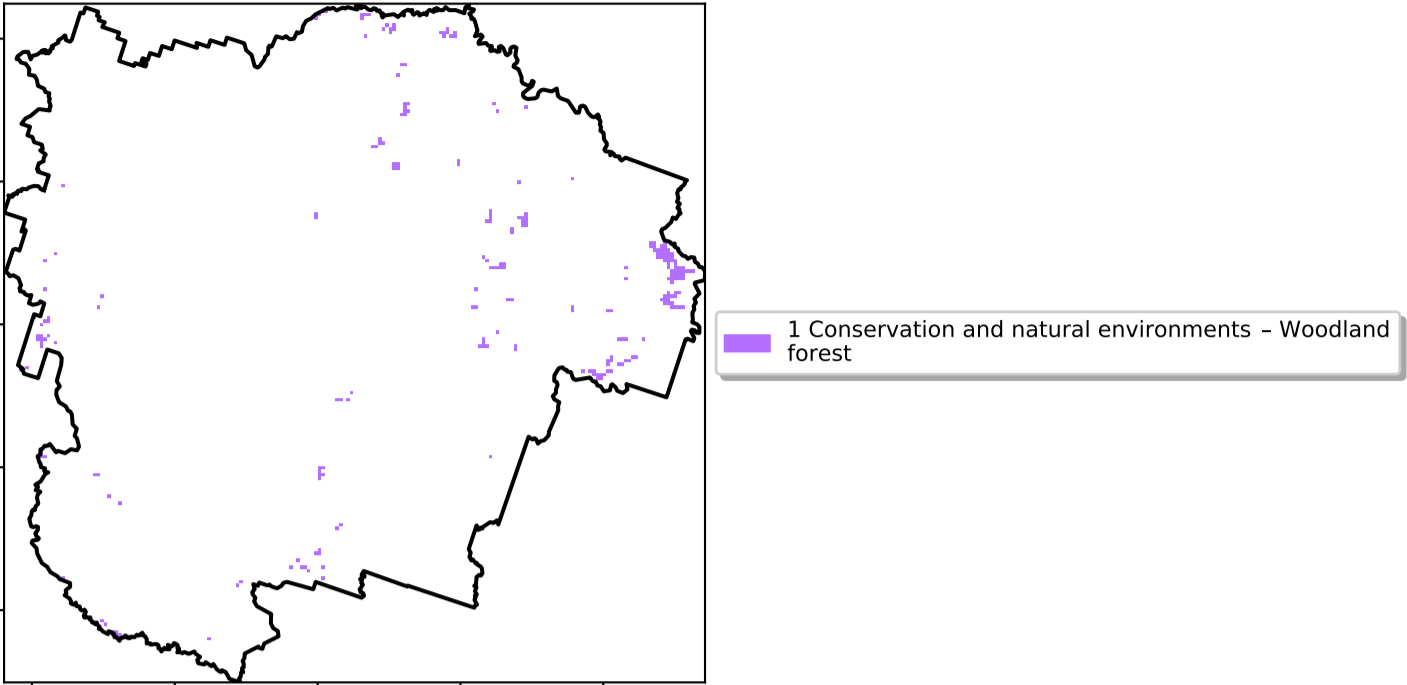 1 Conservation and natural environments – Woodland
forest